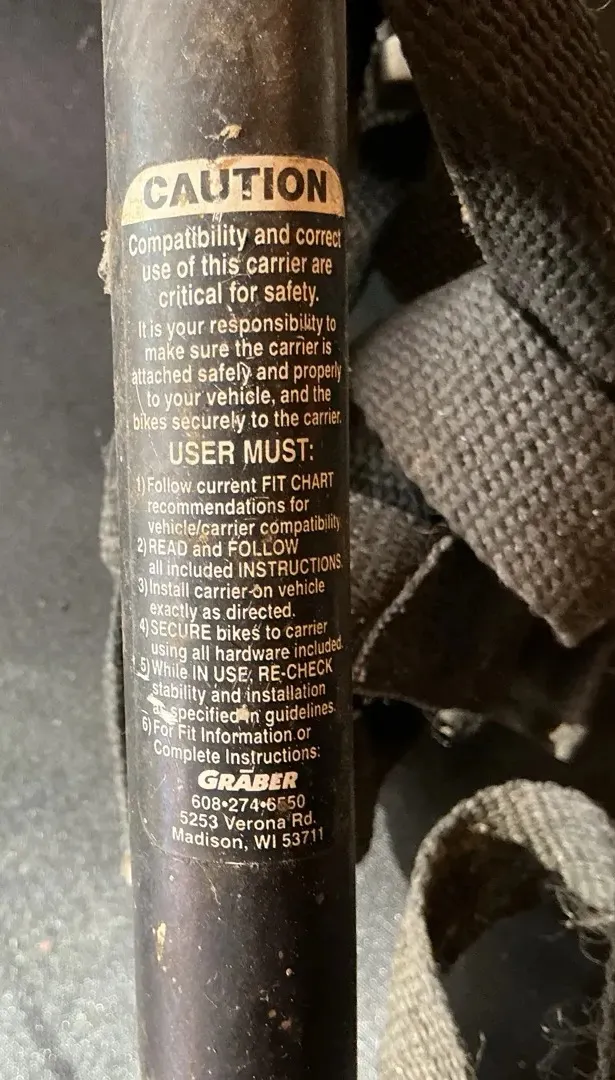 CAUTION
Compatibility and correct
use of this carrier are
critical for safety.
It is your responsibility to
make sure the carrier is
attached safely and properly
to your vehicle, and the
bikes securely to the carrier.
USER MUST:
1)Follow current FIT CHART
recommendations for
vehicle/carrier compatibility
2)READ and FOLLOW
all included INSTRUCTIONS.
3)Install carrier on vehicle
exactly as directed.
4)SECURE bikes to carrier
using all hardware included.
5)While IN USE, RE-CHECK
stability and installation
as specified in guidelines.
6)For Fit Information or
Complete Instructions:
GRĀBER
608•274•6550
5253 Verona Rd.
Madison, WI 53711